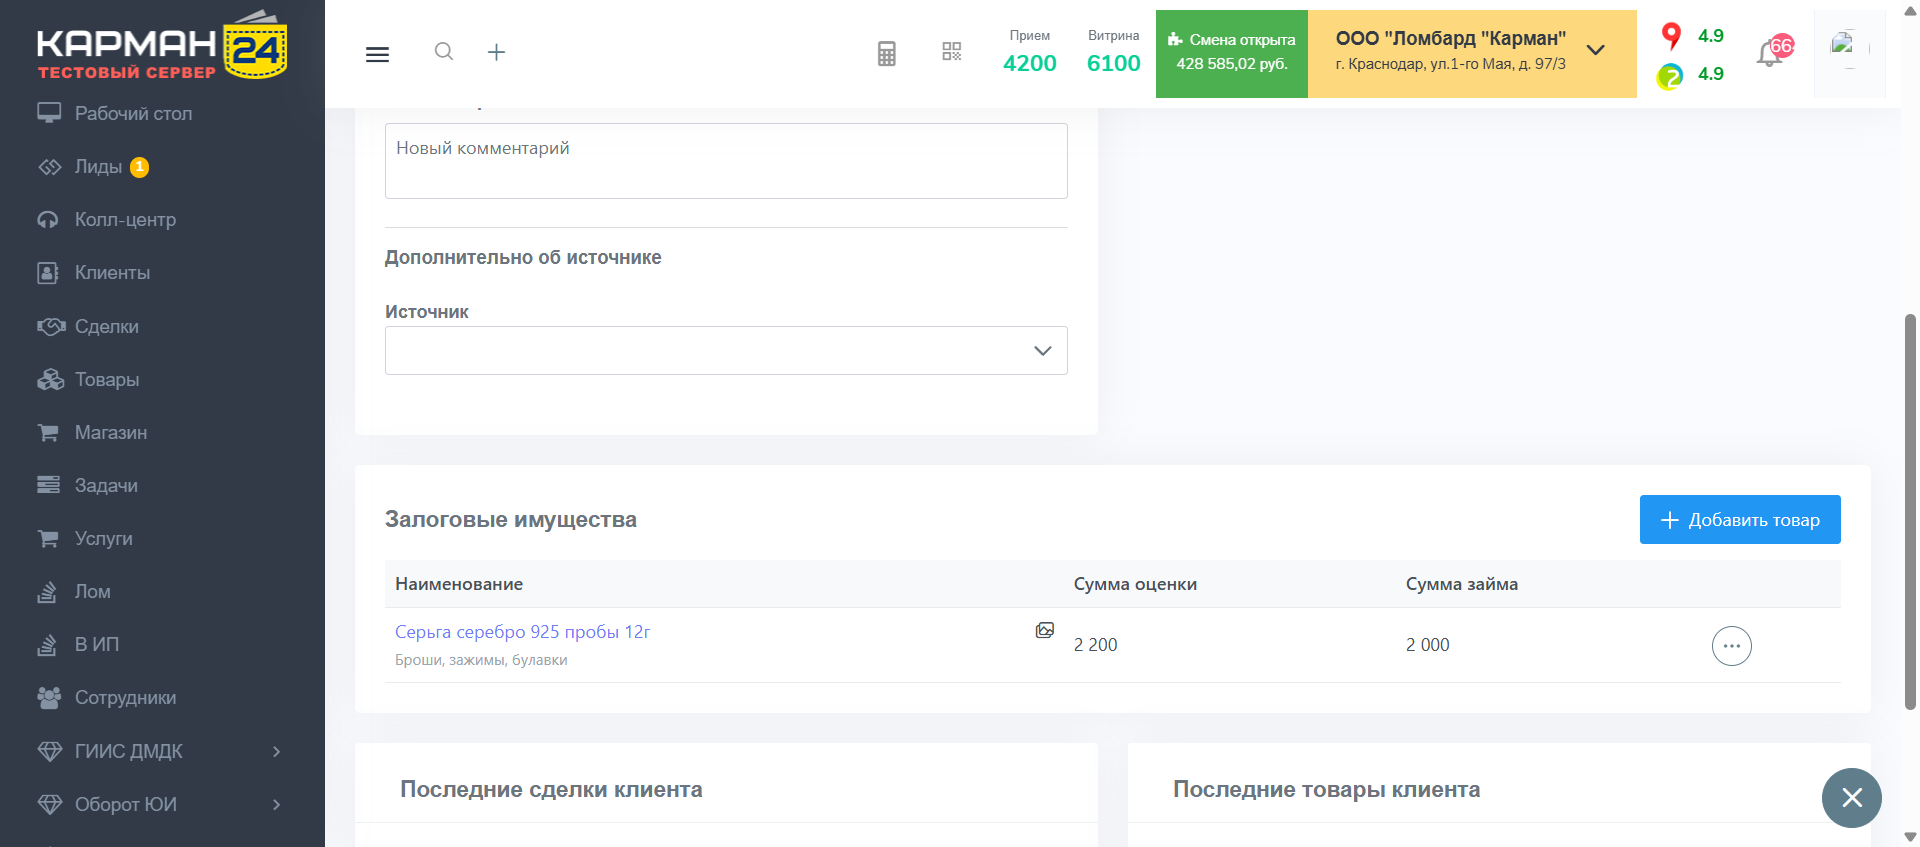 КАРМАН 24
ТЕСТОВЫЙ СЕРВЕР
Рабочий стол
Лиды 1
Колл-центр
Клиенты
Сделки
Товары
Магазин
Задачи
Услуги
Лом
В ИП
Сотрудники
ГИИС ДМДК
Оборот ЮИ
Прием
4200
Витрина
6100
Смена открыта
428 585,02 руб.
ООО "Ломбард "Карман"
г. Краснодар, ул.1-го Мая, д. 97/3
4.9
4.9
Новый комментарий
Дополнительно об источнике
Источник
Залоговые имущества
Добавить товар
Наименование Сумма оценки Сумма займа
Серьга серебро 925 пробы 12г
Броши, зажимы, булавки
2 200 2 000
Последние сделки клиента
Последние товары клиента